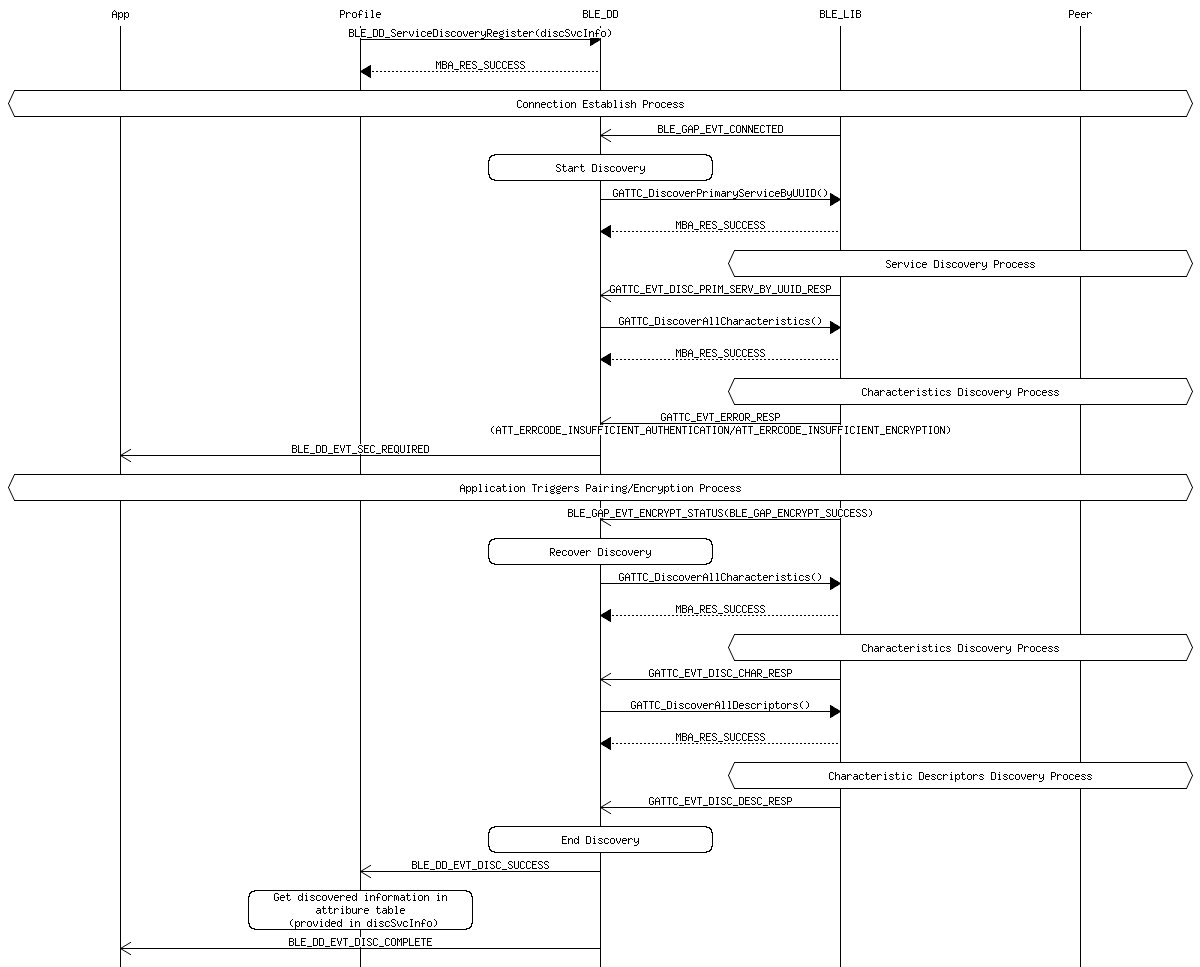 App
Profile
BLE_DD
BLE_LIB
Peer
BLE_DD_ServiceDiscoveryRegister(discSvcInfo)
MBA_RES_SUCCESS
Connection Establish Process
BLE_GAP_EVT_CONNECTED
Start Discovery
GATTC_DiscoverPrimaryServiceByUUID()
MBA_RES_SUCCESS
Service Discovery Process
GATTC_EVT_DISC_PRIM_SERV_BY_UUID_RESP
GATTC_DiscoverAllCharacteristics()
MBA_RES_SUCCESS
Characteristics Discovery Process
GATTC_EVT_ERROR_RESP
(ATT_ERRCODE_INSUFFICIENT_AUTHENTICATION/ATT_ERRCODE_INSUFFICIENT_ENCRYPTION)
BLE_DD_EVT_SEC_REQUIRED
Application Triggers Pairing/Encryption Process
BLE_GAP_EVT_ENCRYPT_STATUS(BLE_GAP_ENCRYPT_SUCCESS)
Recover Discovery
GATTC_DiscoverAllCharacteristics()
MBA_RES_SUCCESS
Characteristics Discovery Process
GATTC_EVT_DISC_CHAR_RESP
GATTC_DiscoverAllDescriptors()
MBA_RES_SUCCESS
Characteristic Descriptors Discovery Process
GATTC_EVT_DISC_DESC_RESP
End Discovery
BLE_DD_EVT_DISC_SUCCESS
Get discovered information in
attribure table
(provided in discSvcInfo)
BLE_DD_EVT_DISC_COMPLETE